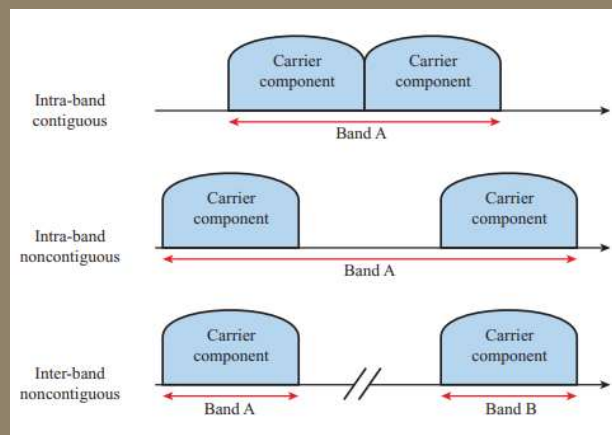 Carrier
component
Carrier
component
Intra-band
contiguous
Band A
Carrier
component
Carrier
component
Intra-band
noncontiguous
Band A
Carrier
component
Carrier
component
Inter-band
noncontiguous
Band A
Band B